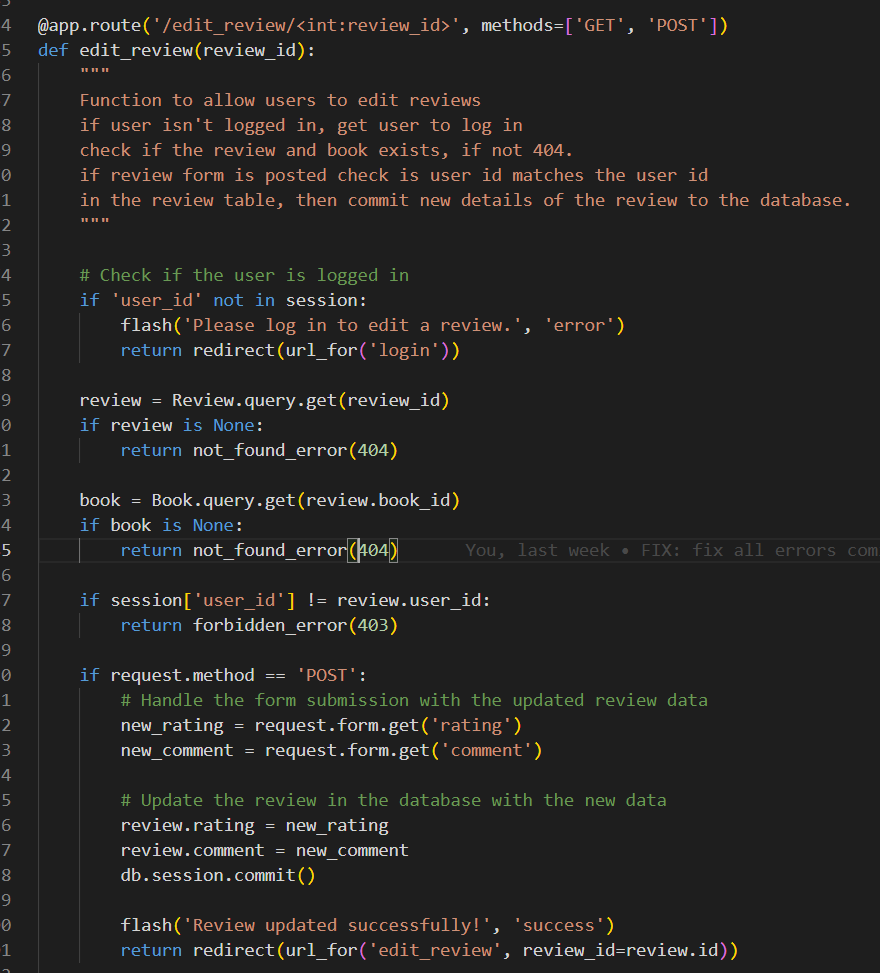 4 @app.route('/edit_review/<int:review_id>', methods=['GET', 'POST'])
5 def edit_review(review_id):
6     """
7     Function to allow users to edit reviews
8     if user isn't logged in, get user to log in
9     check if the review and book exists, if not 404.
0     if review form is posted check is user id matches the user id
1     in the review table, then commit new details of the review to the database.
2     """
3
4     # Check if the user is logged in
5     if 'user_id' not in session:
6         flash('Please log in to edit a review.', 'error')
7         return redirect(url_for('login'))
8
9     review = Review.query.get(review_id)
0     if review is None:
1         return not_found_error(404)
2
3     book = Book.query.get(review.book_id)
4     if book is None:
5         return not_found_error(404)     You, last week • FIX: fix all errors com
6
7     if session['user_id'] != review.user_id:
8         return forbidden_error(403)
9
0     if request.method == 'POST':
1         # Handle the form submission with the updated review data
2         new_rating = request.form.get('rating')
3         new_comment = request.form.get('comment')
4
5         # Update the review in the database with the new data
6         review.rating = new_rating
7         review.comment = new_comment
8         db.session.commit()
9
0         flash('Review updated successfully!', 'success')
1         return redirect(url_for('edit_review', review_id=review.id))